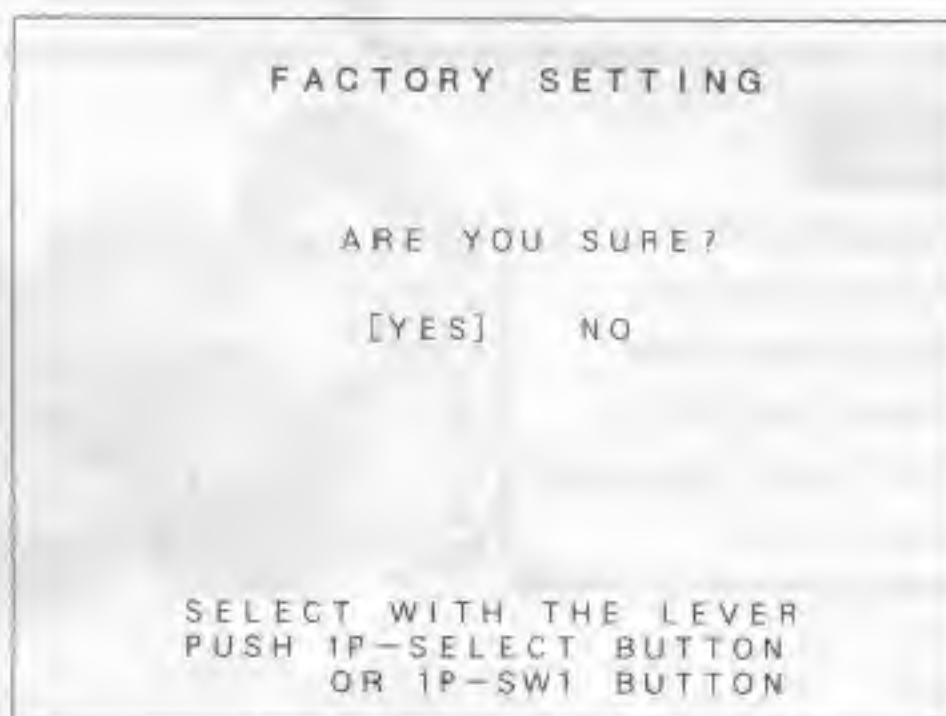 FACTORY SETTING
ARE YOU SURE?
[YES] NO
SELECT WITH THE LEVER
PUSH 1P-SELECT BUTTON
OR 1P-SW1 BUTTON